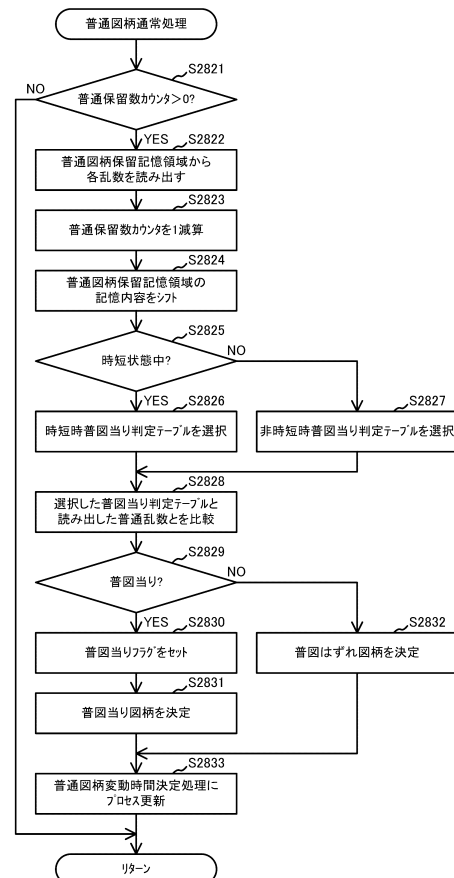 普通図柄通常処理
S2821
NO
普通保留数カウンタ>0?
YES
S2822
普通図柄保留記憶領域から
各乱数を読み出す
S2823
普通保留数カウンタを1減算
S2824
普通図柄保留記憶領域の
記憶内容をシフト
S2825
時短状態中?
NO
YES
S2826
S2827
時短時普図当り判定テーブルを選択
非時短時普図当り判定テーブルを選択
S2828
選択した普図当り判定テーブルと
読み出した普通乱数とを比較
S2829
普図当り?
NO
YES
S2830
S2832
普図当りフラグをセット
普図はずれ図柄を決定
S2831
普図当り図柄を決定
S2833
普通図柄変動時間決定処理に
プロセス更新
リターン